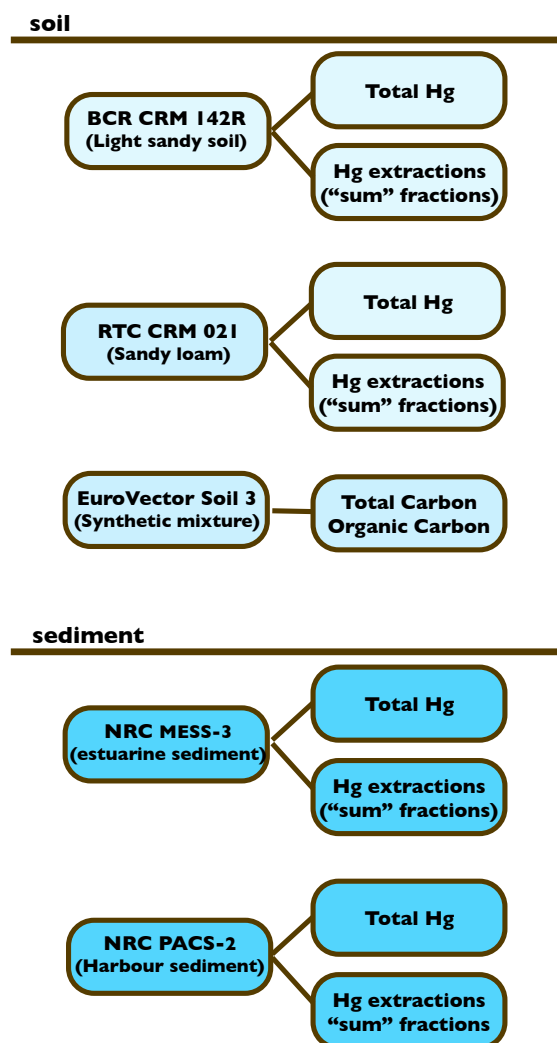 soil
BCR CRM 142R
(Light sandy soil)
Total Hg
Hg extractions
(“sum” fractions)
RTC CRM 021
(Sandy loam)
Total Hg
Hg extractions
(“sum” fractions)
EuroVector Soil 3
(Synthetic mixture)
Total Carbon
Organic Carbon
sediment
NRC MESS-3
(estuarine sediment)
Total Hg
Hg extractions
(“sum” fractions)
NRC PACS-2
(Harbour sediment)
Total Hg
Hg extractions
“sum” fractions